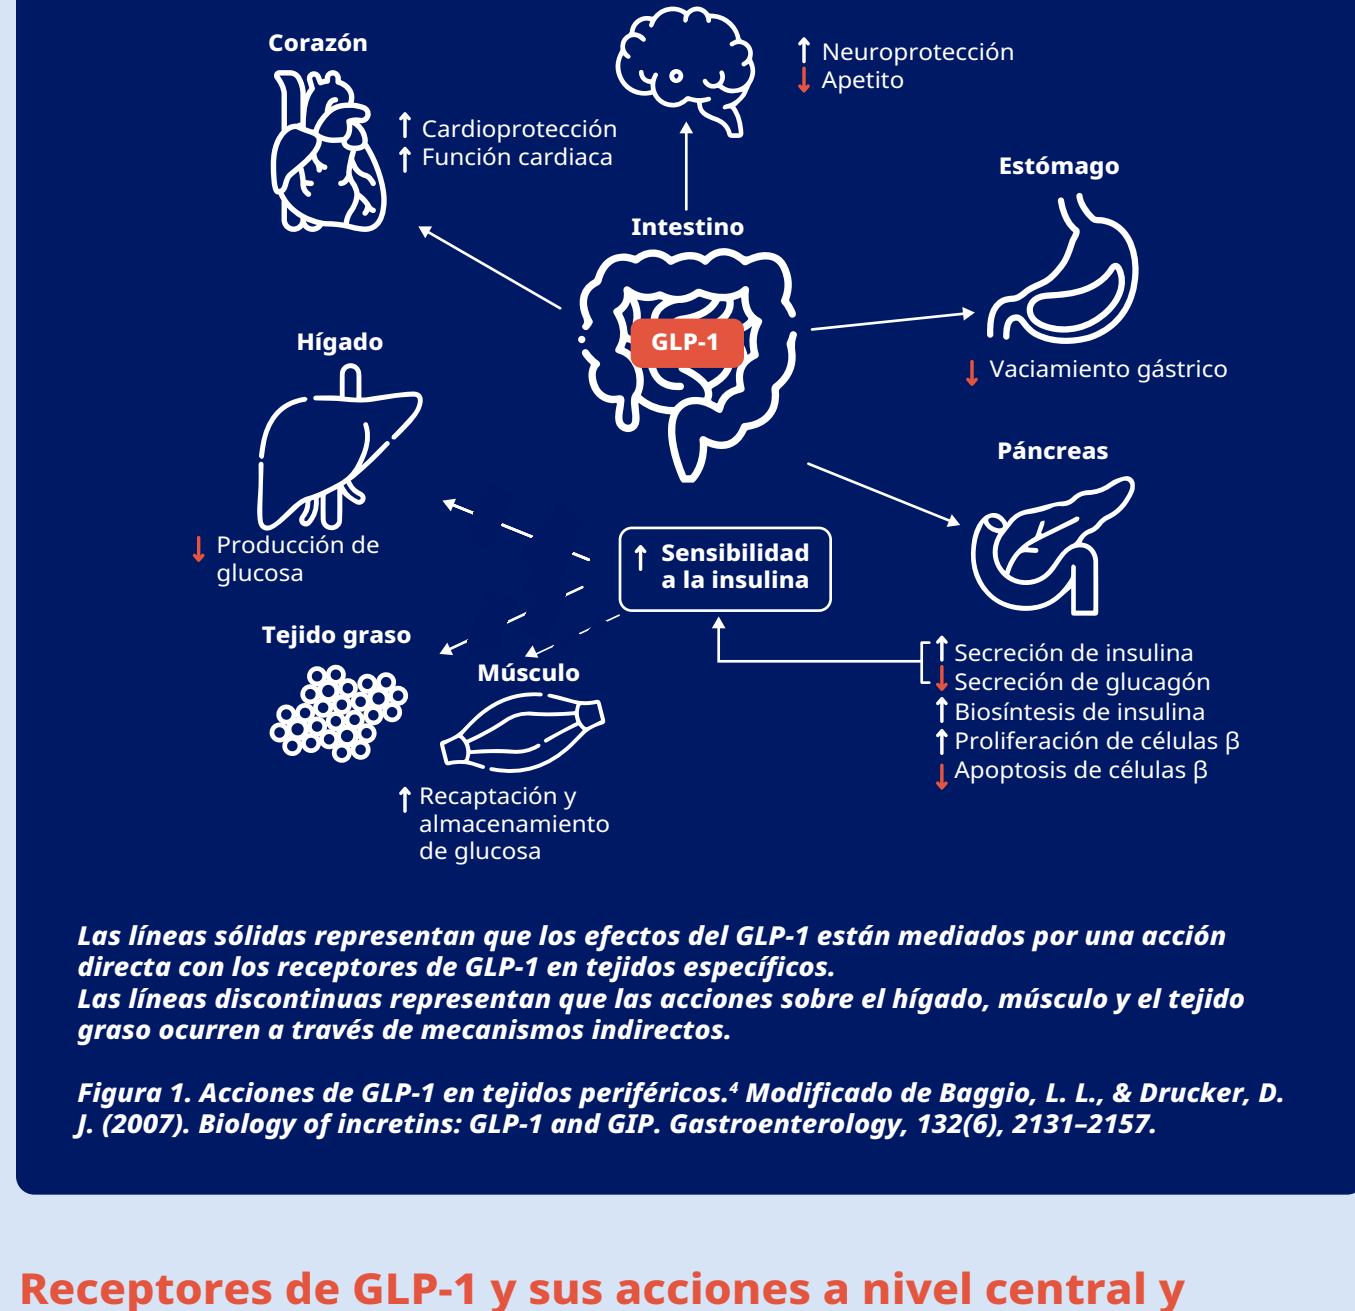 Corazón
↑ Cardioprotección
↑ Función cardiaca
↑ Neuroprotección
↓ Apetito
Estómago
↓ Vaciamiento gástrico
Intestino
GLP-1
Hígado
↓ Producción de
glucosa
Páncreas
↑ Sensibilidad
a la insulina
↑ Secreción de insulina
↓ Secreción de glucagón
↑ Biosíntesis de insulina
↑ Proliferación de células β
↓ Apoptosis de células β
Tejido graso
Músculo
↑ Recaptación y
almacenamiento
de glucosa
Las líneas sólidas representan que los efectos del GLP-1 están mediados por una acción
directa con los receptores de GLP-1 en tejidos específicos.
Las líneas discontinuas representan que las acciones sobre el hígado, músculo y el tejido
graso ocurren a través de mecanismos indirectos.
Figura 1. Acciones de GLP-1 en tejidos periféricos.⁴ Modificado de Baggio, L. L., & Drucker, D.
J. (2007). Biology of incretins: GLP-1 and GIP. Gastroenterology, 132(6), 2131–2157.
Receptores de GLP-1 y sus acciones a nivel central y